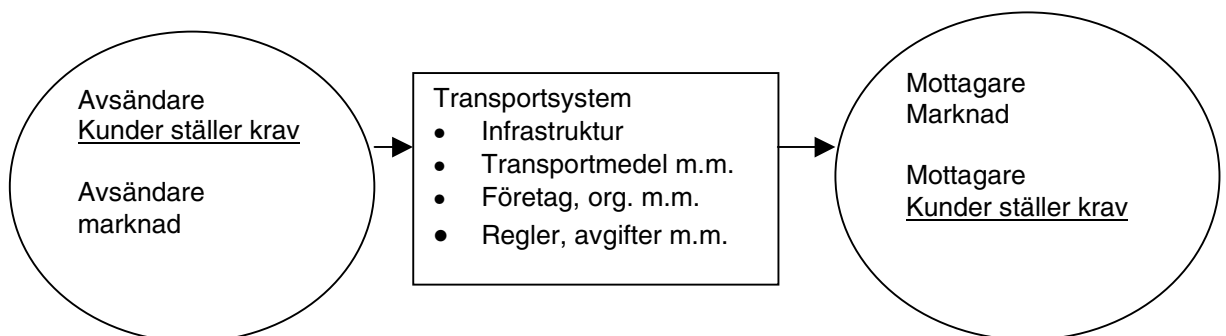 Avsändare
Kunder ställer krav
Avsändare
marknad
Transportsystem
• Infrastruktur
• Transportmedel m.m.
• Företag, org. m.m.
• Regler, avgifter m.m.
Mottagare
Marknad
Mottagare
Kunder ställer krav